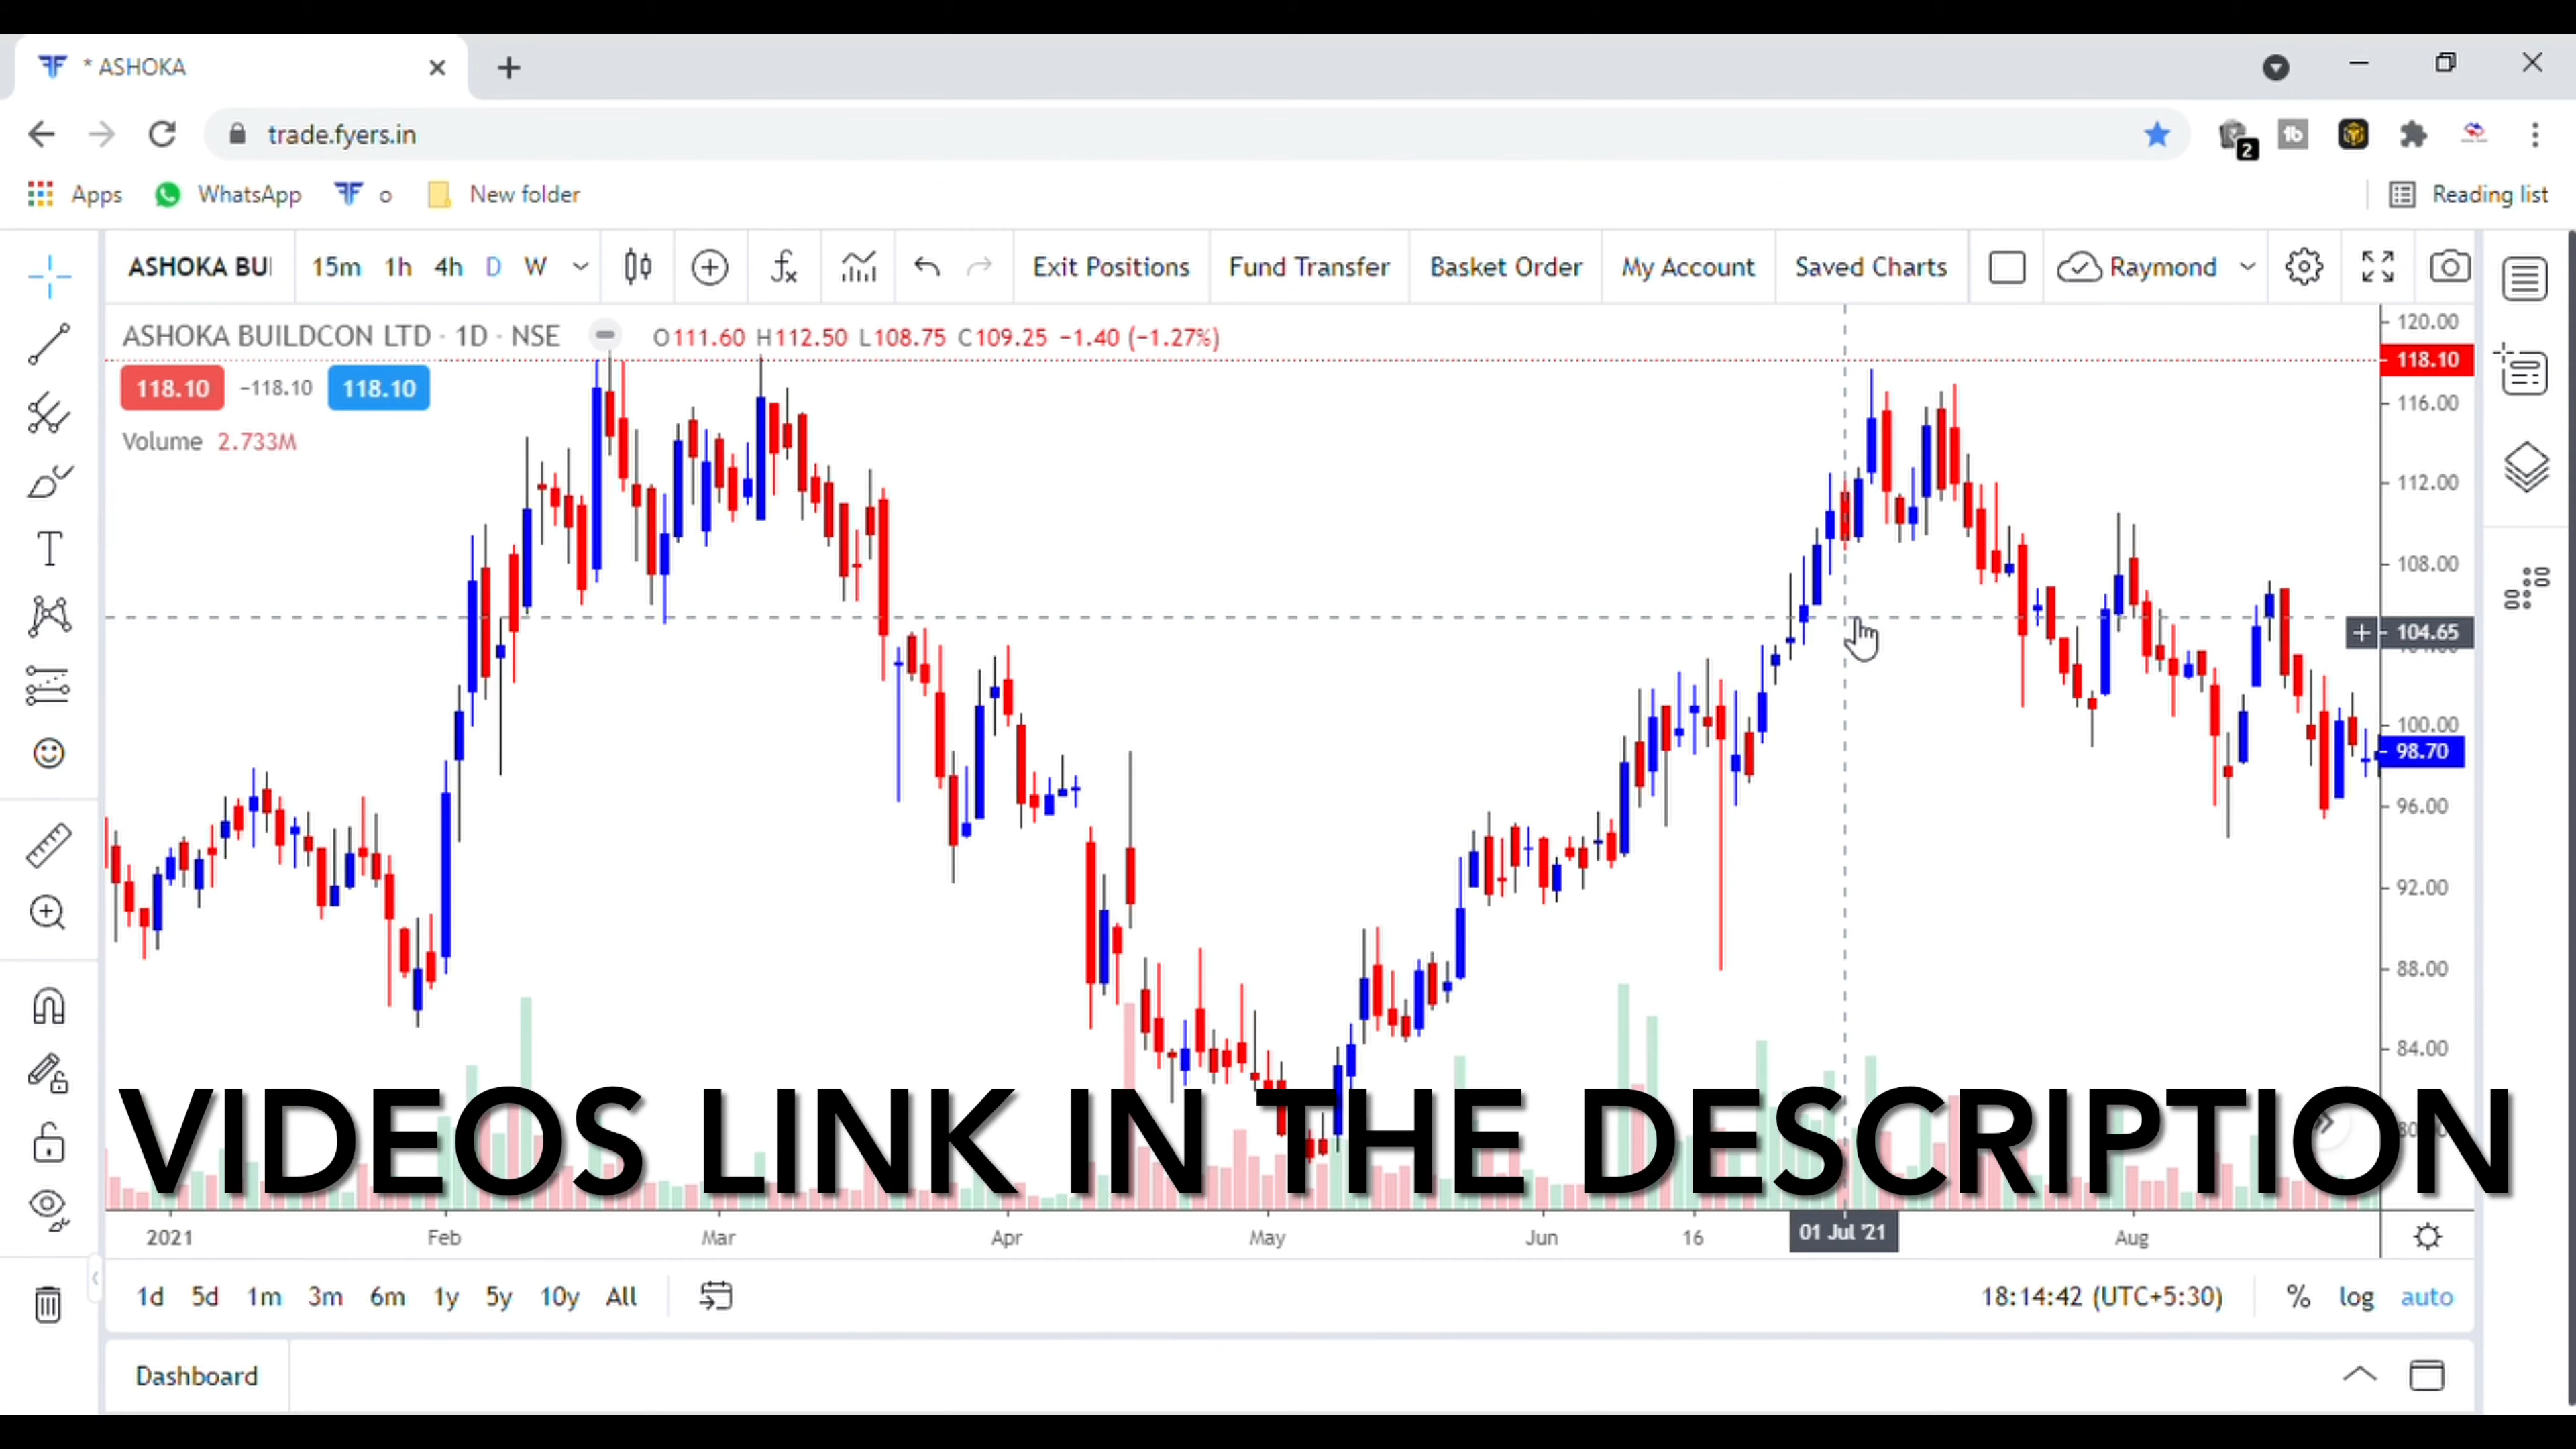 * ASHOKA
trade.fyers.in
2
Apps WhatsApp o New folder Reading list
ASHOKA BUI 15m 1h 4h D W Exit Positions Fund Transfer Basket Order My Account Saved Charts Raymond
ASHOKA BUILDCON LTD · 1D · NSE O111.60 H112.50 L108.75 C109.25 −1.40 (−1.27%)
118.10 −118.10 118.10
Volume 2.733M
120.00
118.10
116.00
112.00
108.00
104.65
100.00
98.70
96.00
92.00
88.00
84.00
VIDEOS LINK IN THE DESCRIPTION
2021 Feb Mar Apr May Jun 16 01 Jul '21 Aug
1d 5d 1m 3m 6m 1y 5y 10y All 18:14:42 (UTC+5:30) % log auto
Dashboard